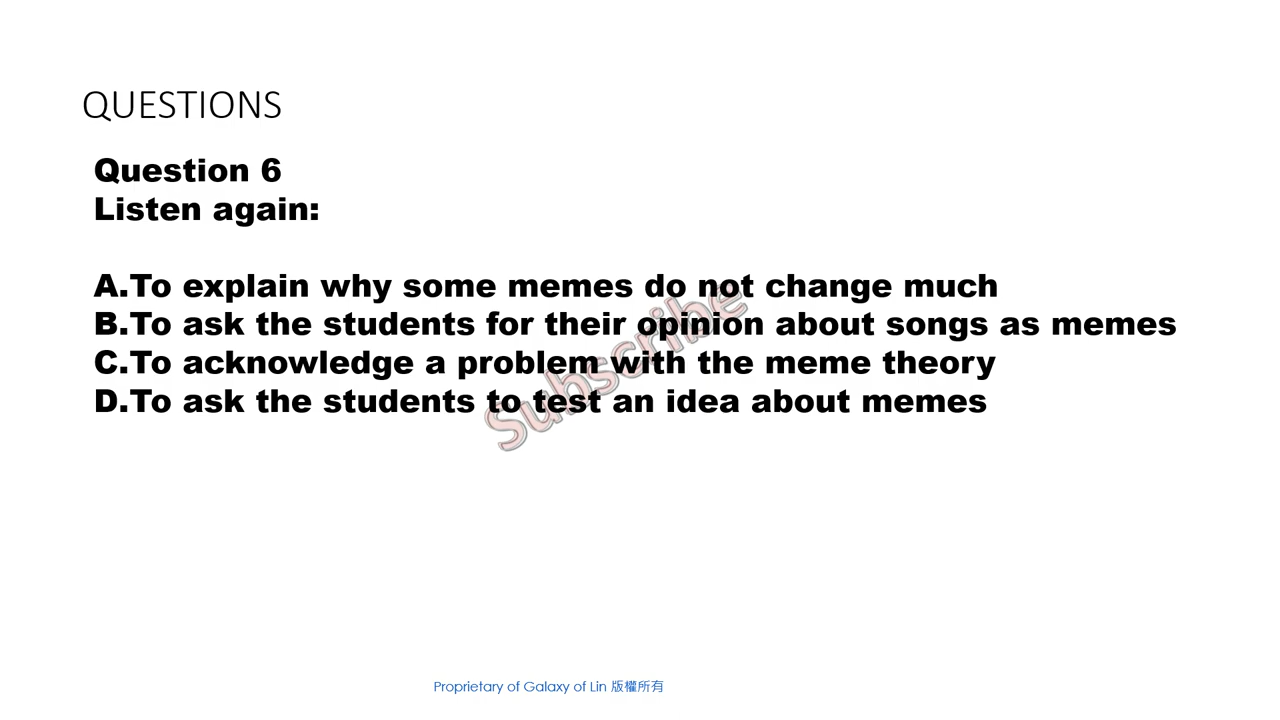 QUESTIONS
Question 6
Listen again:
A.To explain why some memes do not change much
B.To ask the students for their opinion about songs as memes
C.To acknowledge a problem with the meme theory
D.To ask the students to test an idea about memes
Subscribe
Proprietary of Galaxy of Lin 版權所有